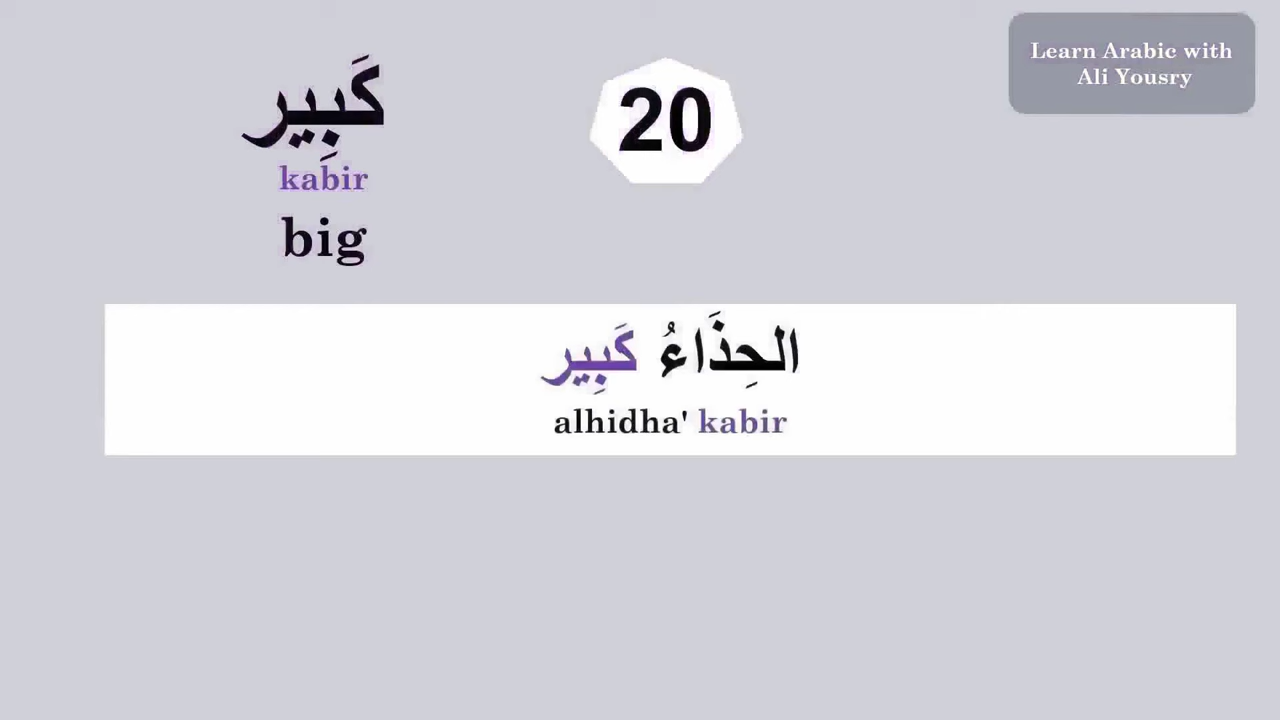 كَبِير
kabir
big
20
Learn Arabic with
Ali Yousry
الحِذَاءُ كَبِير
alhidha' kabir